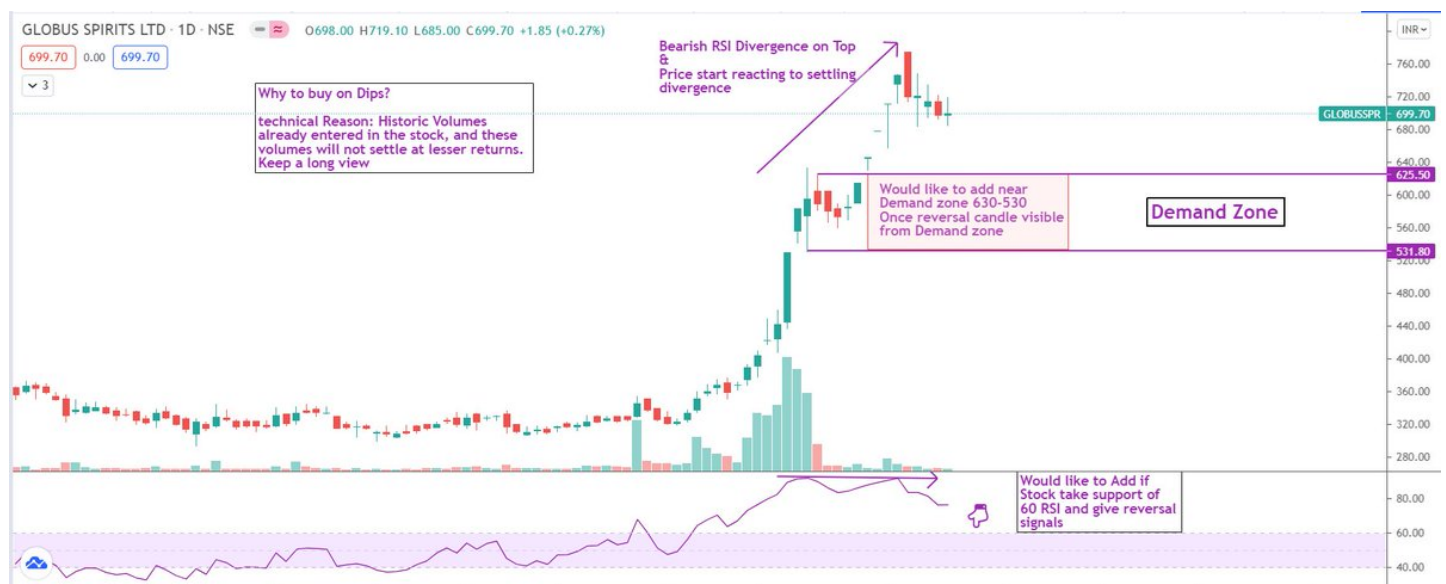 GLOBUS SPIRITS LTD · 1D · NSE O698.00 H719.10 L685.00 C699.70 +1.85 (+0.27%)
699.70 0.00 699.70
3
INR
Bearish RSI Divergence on Top
&
Price start reacting to settling
divergence
Why to buy on Dips?
technical Reason: Historic Volumes
already entered in the stock, and these
volumes will not settle at lesser returns.
Keep a long view
760.00
720.00
GLOBUSSPR 699.70
680.00
640.00
625.50
600.00
Would like to add near
Demand zone 630-530
Once reversal candle visible
from Demand zone
Demand Zone
560.00
531.80
520.00
480.00
440.00
400.00
360.00
320.00
280.00
Would like to Add if
Stock take support of
60 RSI and give reversal
signals
80.00
60.00
40.00